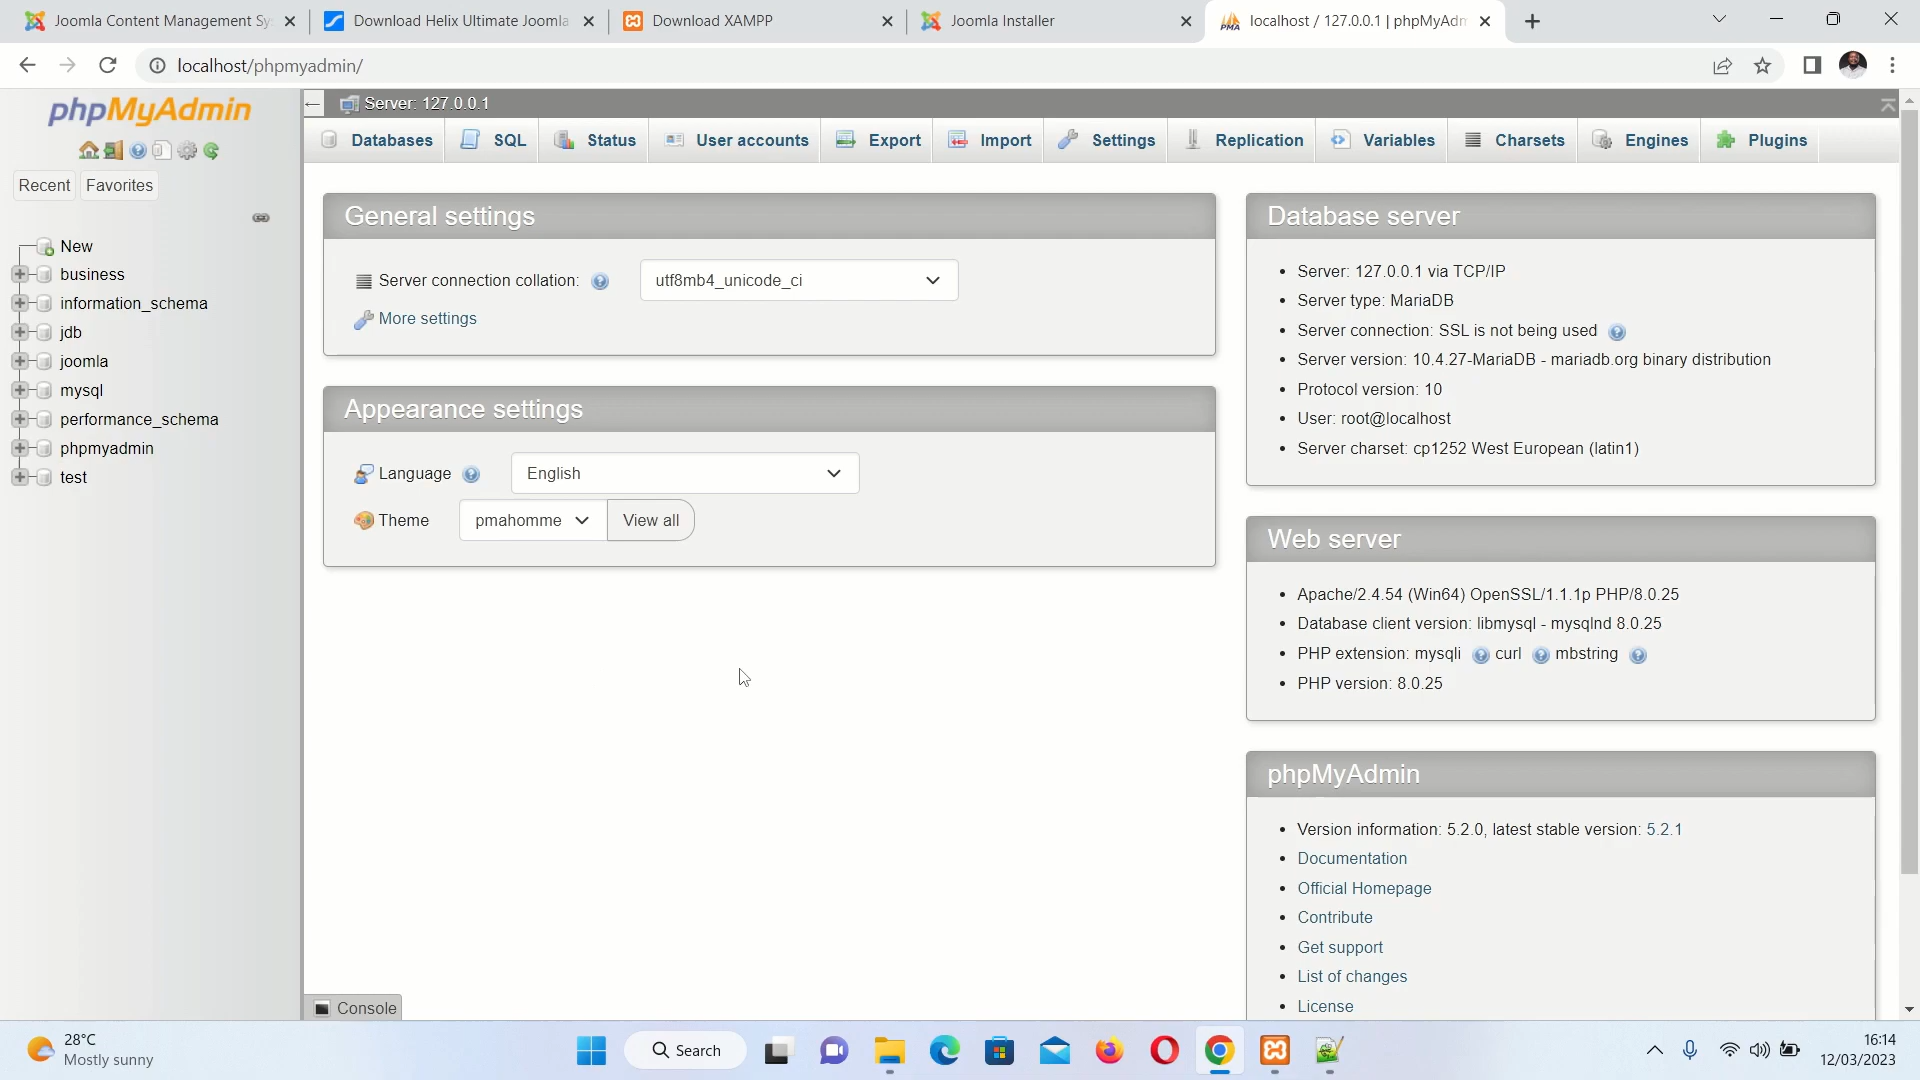 Joomla Content Management Sy
Download Helix Ultimate Joomla
Download XAMPP
Joomla Installer
PMA
localhost / 127.0.0.1 | phpMyAdm
localhost/phpmyadmin/
phpMyAdmin
Recent
Favorites
New
business
information_schema
jdb
joomla
mysql
performance_schema
phpmyadmin
test
Server: 127.0.0.1
Databases
SQL
Status
User accounts
Export
Import
Settings
Replication
Variables
Charsets
Engines
Plugins
General settings
Server connection collation:
utf8mb4_unicode_ci
More settings
Appearance settings
Language
English
Theme
pmahomme
View all
Database server
Server: 127.0.0.1 via TCP/IP
Server type: MariaDB
Server connection: SSL is not being used
Server version: 10.4.27-MariaDB - mariadb.org binary distribution
Protocol version: 10
User: root@localhost
Server charset: cp1252 West European (latin1)
Web server
Apache/2.4.54 (Win64) OpenSSL/1.1.1p PHP/8.0.25
Database client version: libmysql - mysqlnd 8.0.25
PHP extension: mysqli curl mbstring
PHP version: 8.0.25
phpMyAdmin
Version information: 5.2.0, latest stable version: 5.2.1
Documentation
Official Homepage
Contribute
Get support
List of changes
License
Console
28°C
Mostly sunny
Search
16:14
12/03/2023